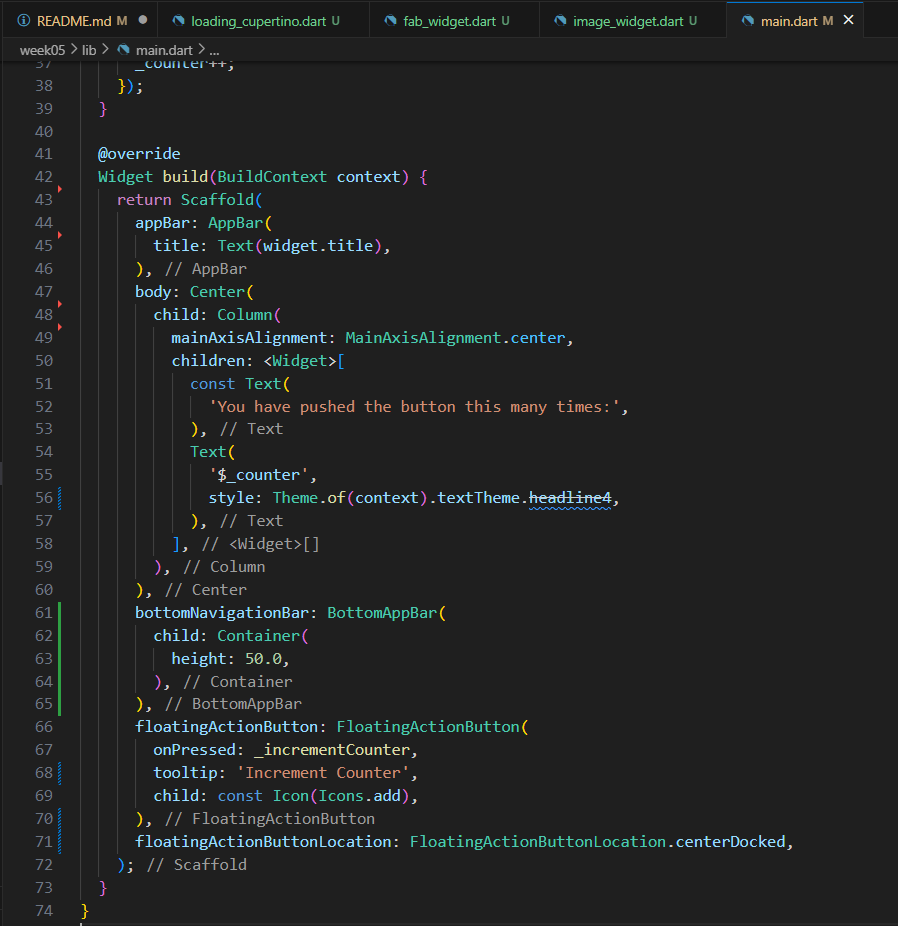 README.md M ● loading_cupertino.dart U fab_widget.dart U image_widget.dart U main.dart M ×
week05 > lib > main.dart > ...
37 _counter++;
38 });
39 }
40
41 @override
42 Widget build(BuildContext context) {
43 return Scaffold(
44 appBar: AppBar(
45 title: Text(widget.title),
46 ), // AppBar
47 body: Center(
48 child: Column(
49 mainAxisAlignment: MainAxisAlignment.center,
50 children: <Widget>[
51 const Text(
52 'You have pushed the button this many times:',
53 ), // Text
54 Text(
55 '$_counter',
56 style: Theme.of(context).textTheme.headline4,
57 ), // Text
58 ], // <Widget>[]
59 ), // Column
60 ), // Center
61 bottomNavigationBar: BottomAppBar(
62 child: Container(
63 height: 50.0,
64 ), // Container
65 ), // BottomAppBar
66 floatingActionButton: FloatingActionButton(
67 onPressed: _incrementCounter,
68 tooltip: 'Increment Counter',
69 child: const Icon(Icons.add),
70 ), // FloatingActionButton
71 floatingActionButtonLocation: FloatingActionButtonLocation.centerDocked,
72 ); // Scaffold
73 }
74 }